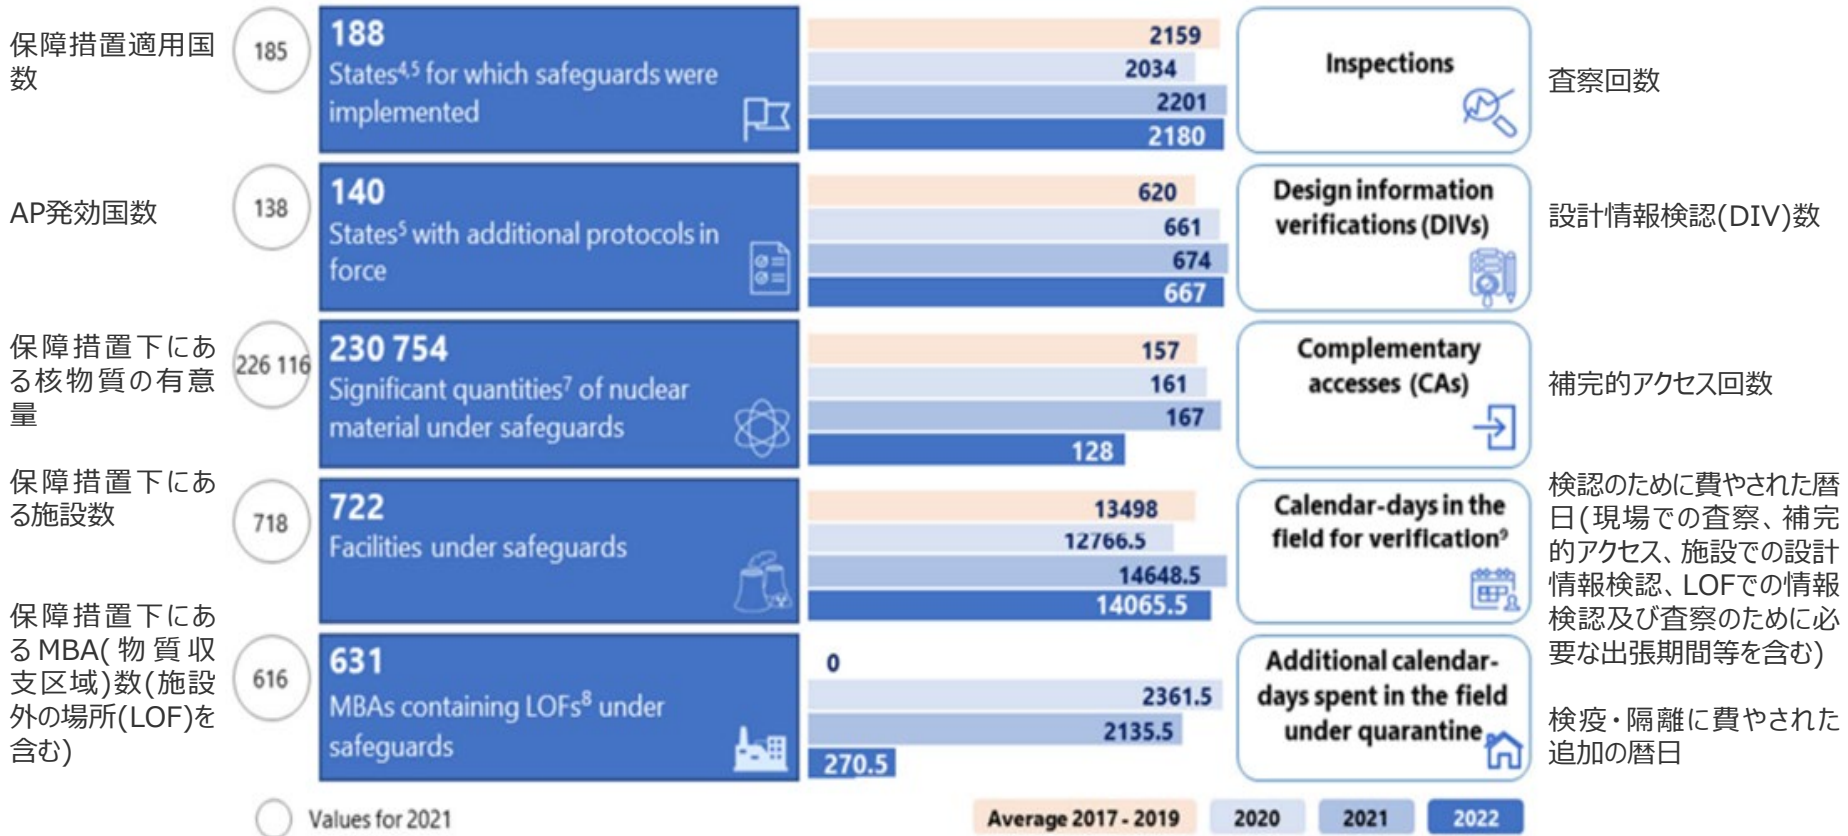 保障措置適用国
数
185
188
States4,5 for which safeguards were
implemented
2159
2034
2201
2180
Inspections
査察回数
AP発効国数
138
140
States5 with additional protocols in
force
620
661
674
667
Design information
verifications (DIVs)
設計情報検認(DIV)数
保障措置下にあ
る核物質の有意
量
226 116
230 754
Significant quantities7 of nuclear
material under safeguards
157
161
167
128
Complementary
accesses (CAs)
補完的アクセス回数
保障措置下にあ
る施設数
718
722
Facilities under safeguards
13498
12766.5
14648.5
14065.5
Calendar-days in the
field for verification9
検認のために費やされた暦
日(現場での査察、補完
的アクセス、施設での設計
情報検認、LOFでの情報
検認及び査察のために必
要な出張期間等を含む)
保障措置下にあ
るMBA(物質収
支区域)数(施設
外の場所(LOF)を
含む)
616
631
MBAs containing LOFs8 under
safeguards
0
2361.5
2135.5
270.5
Additional calendar-
days spent in the field
under quarantine
検疫・隔離に費やされた
追加の暦日
Values for 2021
Average 2017 - 2019
2020
2021
2022